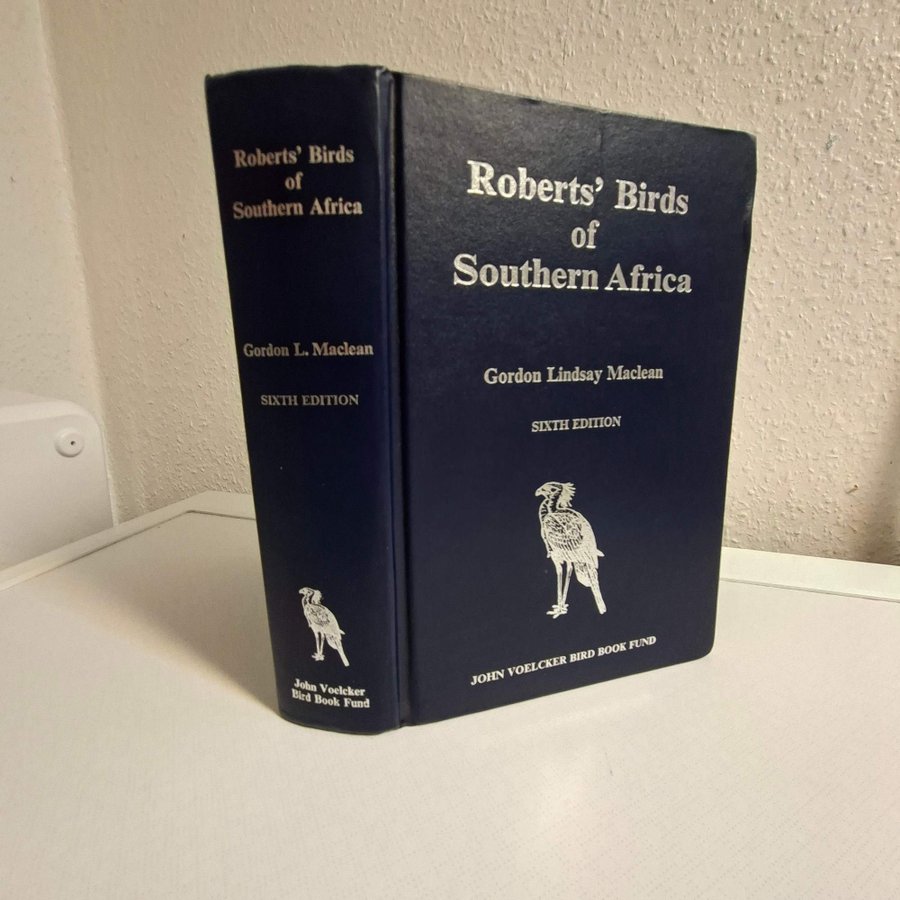 Roberts' Birds
of
Southern Africa
Gordon L. Maclean
SIXTH EDITION
John Voelcker
Bird Book Fund
Roberts' Birds
of
Southern Africa
Gordon Lindsay Maclean
SIXTH EDITION
JOHN VOELCKER BIRD BOOK FUND